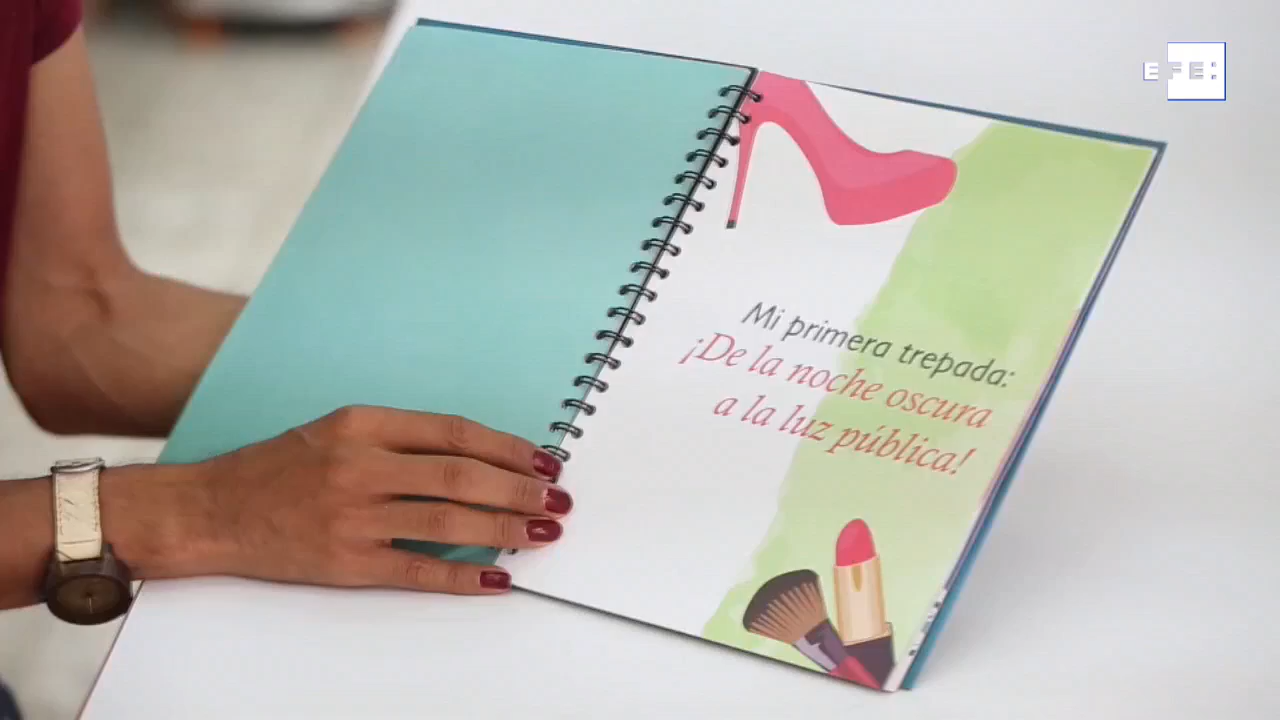 EFE:
Mi primera trepada:
¡De la noche oscura
a la luz pública!